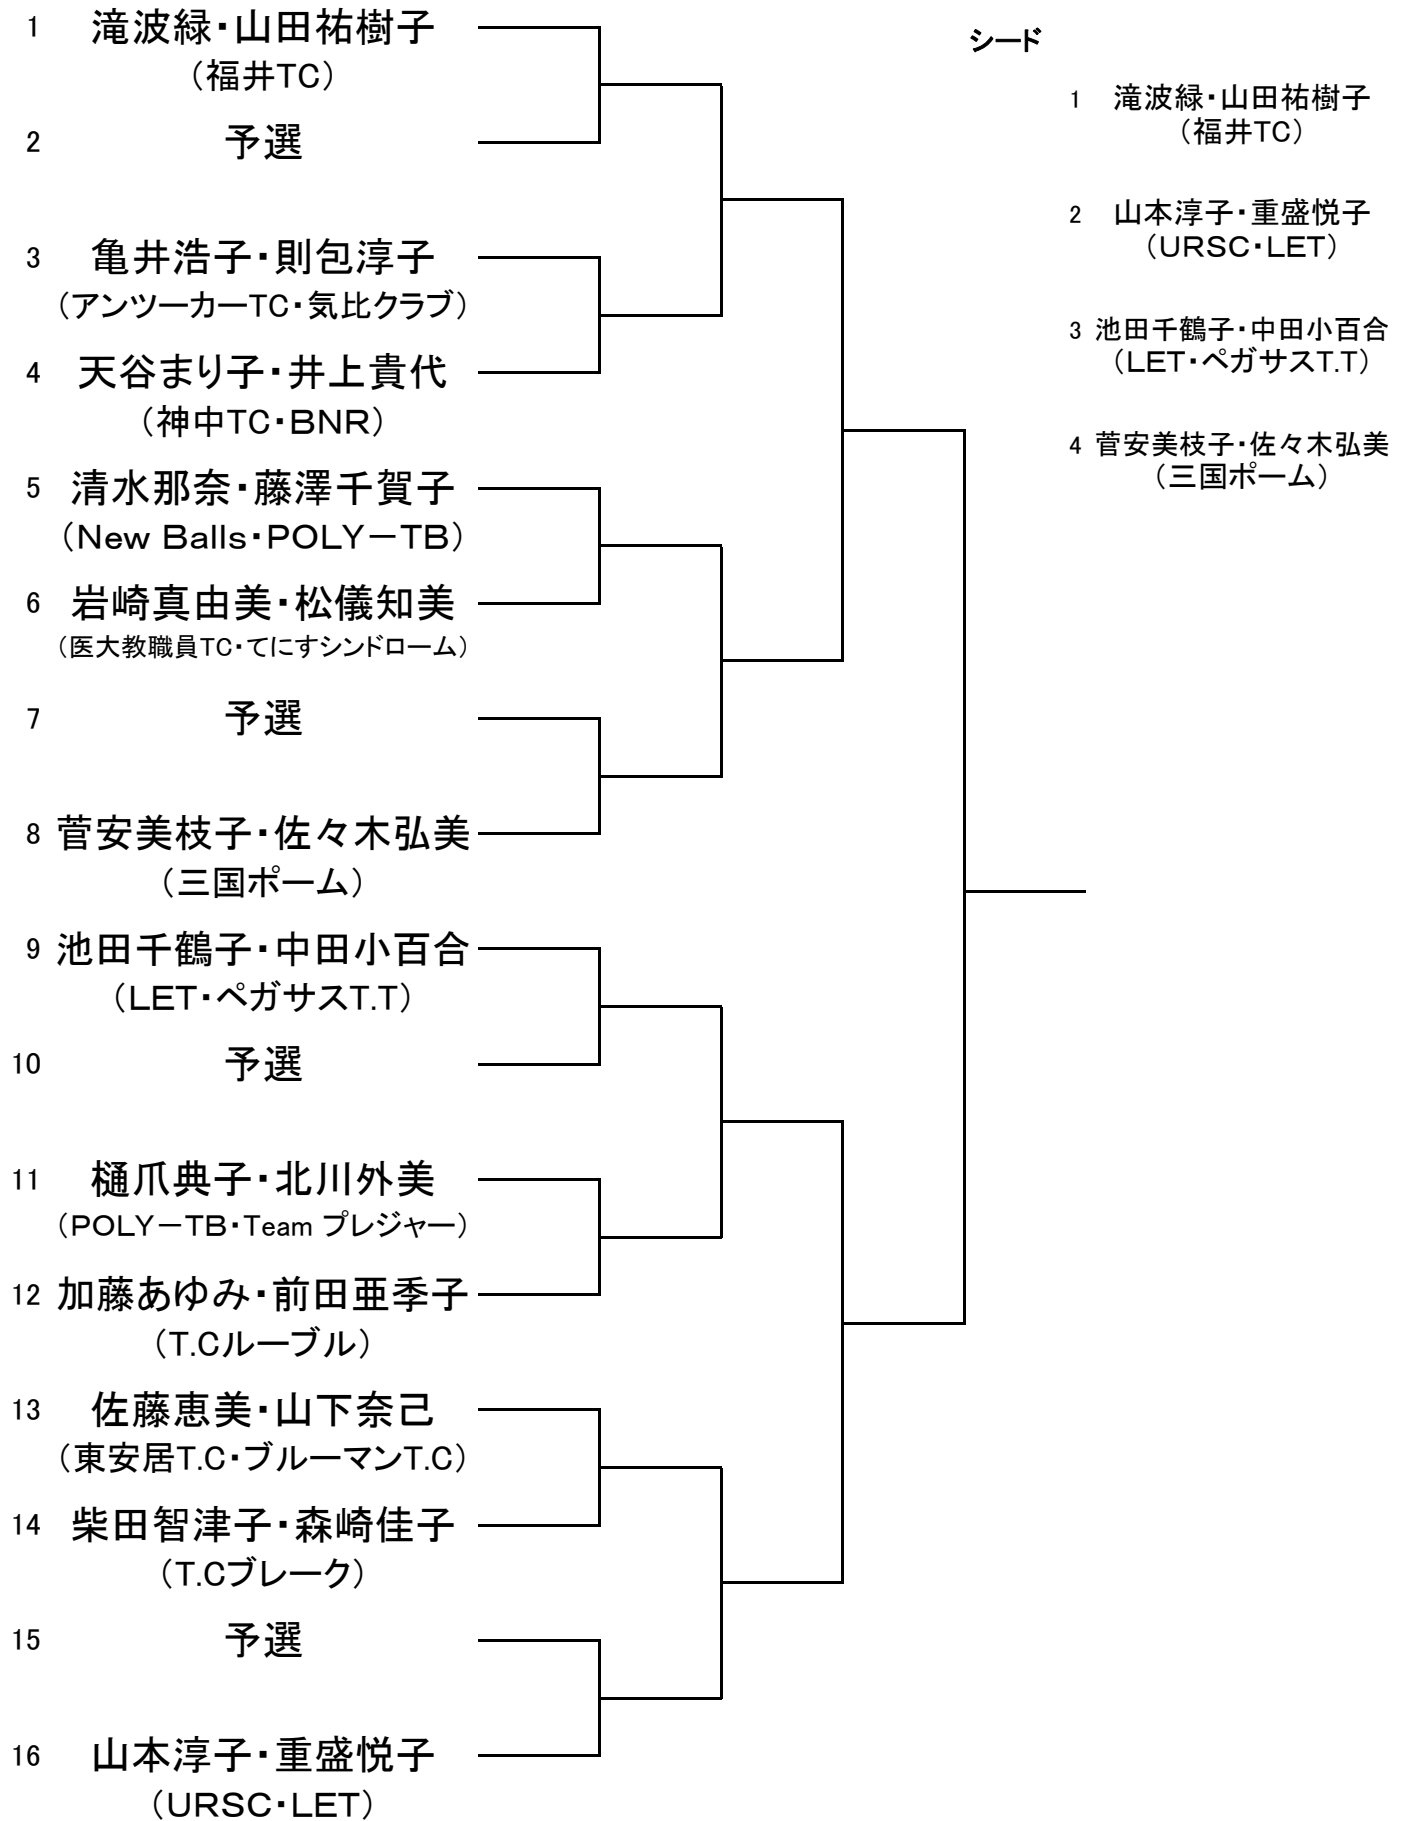 1 滝波緑・山田祐樹子
（福井TC）
2 予選
3 亀井浩子・則包淳子
（アンツーカーTC・気比クラブ）
4 天谷まり子・井上貴代
（神中TC・BNR）
5 清水那奈・藤澤千賀子
（New Balls・POLY－TB）
6 岩崎真由美・松儀知美
（医大教職員TC・てにすシンドローム）
7 予選
8 菅安美枝子・佐々木弘美
（三国ポーム）
9 池田千鶴子・中田小百合
（LET・ペガサスT.T）
10 予選
11 樋爪典子・北川外美
（POLY－TB・Team プレジャー）
12 加藤あゆみ・前田亜季子
（T.Cルーブル）
13 佐藤恵美・山下奈己
（東安居T.C・ブルーマンT.C）
14 柴田智津子・森崎佳子
（T.Cブレーク）
15 予選
16 山本淳子・重盛悦子
（URSC・LET）
シード
1 滝波緑・山田祐樹子
（福井TC）
2 山本淳子・重盛悦子
（URSC・LET）
3 池田千鶴子・中田小百合
（LET・ペガサスT.T）
4 菅安美枝子・佐々木弘美
（三国ポーム）